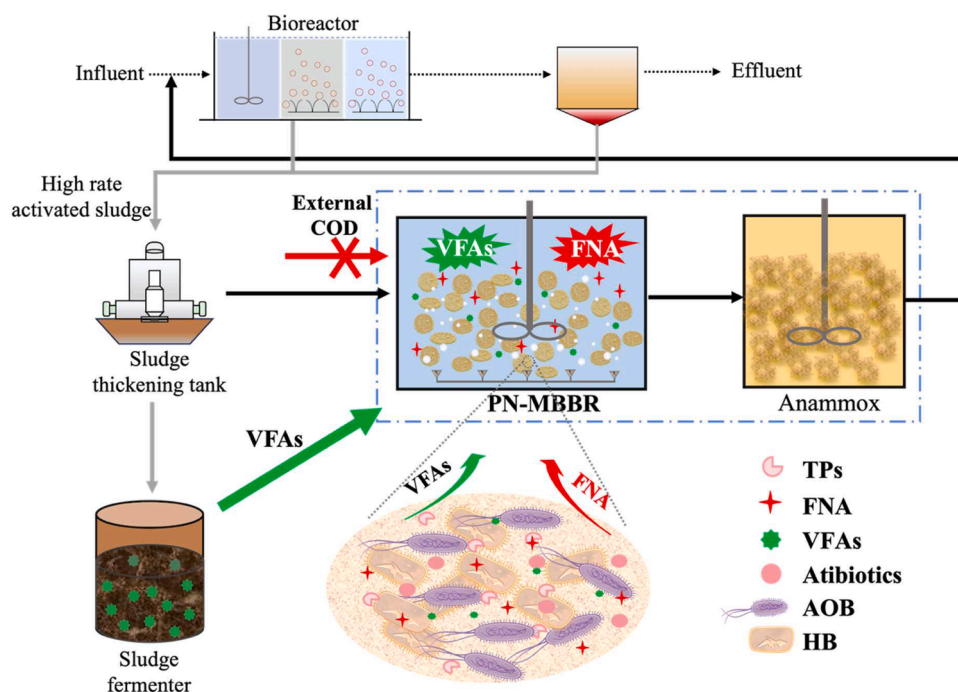 Bioreactor
Influent
Effluent
High rate
activated sludge
External
COD
VFAs
FNA
Sludge
thickening tank
PN-MBBR
Anammox
VFAs
VFAs
FNA
TPs
FNA
VFAs
Atibiotics
AOB
HB
Sludge
fermenter